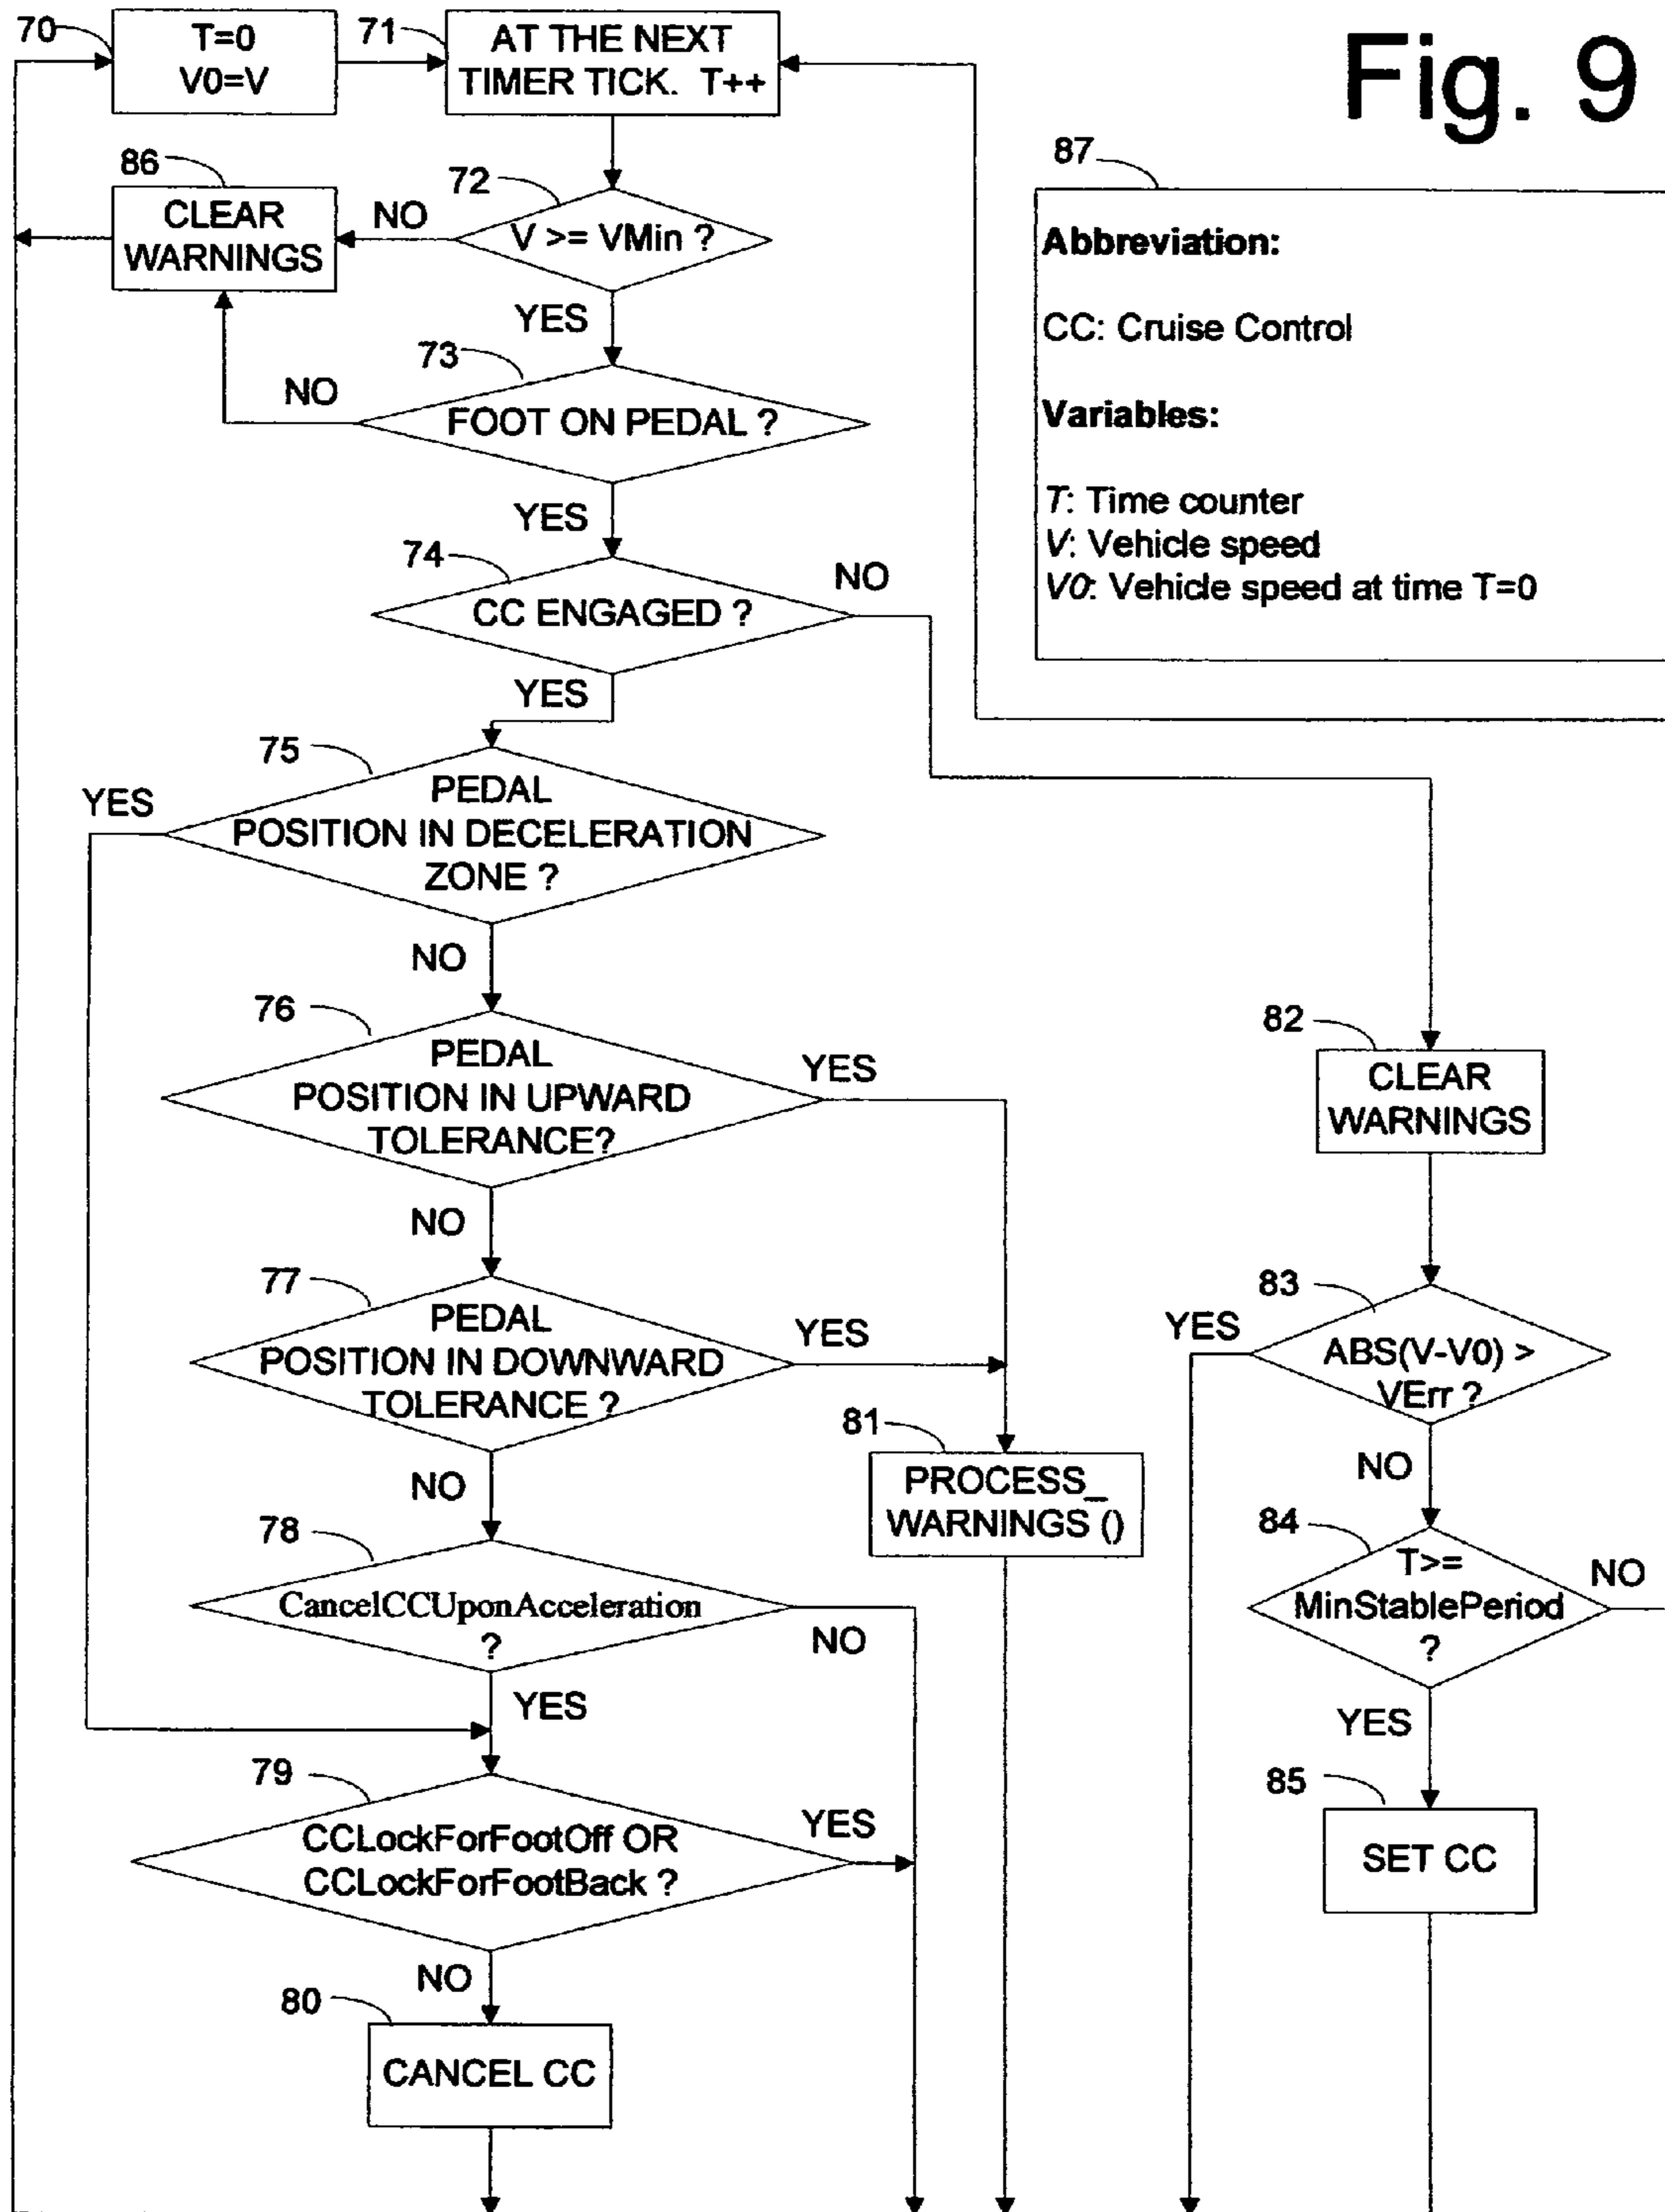 Fig. 9
70
T=0
V0=V
71
AT THE NEXT
TIMER TICK. T++
86
CLEAR
WARNINGS
NO
72
V >= VMin ?
YES
NO
73
FOOT ON PEDAL ?
YES
74
CC ENGAGED ?
NO
YES
87
Abbreviation:
CC: Cruise Control
Variables:
T: Time counter
V: Vehicle speed
V0: Vehicle speed at time T=0
75
YES
PEDAL
POSITION IN DECELERATION
ZONE ?
NO
76
PEDAL
POSITION IN UPWARD
TOLERANCE?
YES
NO
77
PEDAL
POSITION IN DOWNWARD
TOLERANCE ?
YES
NO
78
CancelCCUponAcceleration
?
NO
YES
79
CCLockForFootOff OR
CCLockForFootBack ?
YES
NO
80
CANCEL CC
81
PROCESS_
WARNINGS ()
82
CLEAR
WARNINGS
83
YES
ABS(V-V0) >
VErr ?
NO
84
T>=
MinStablePeriod
?
NO
YES
85
SET CC